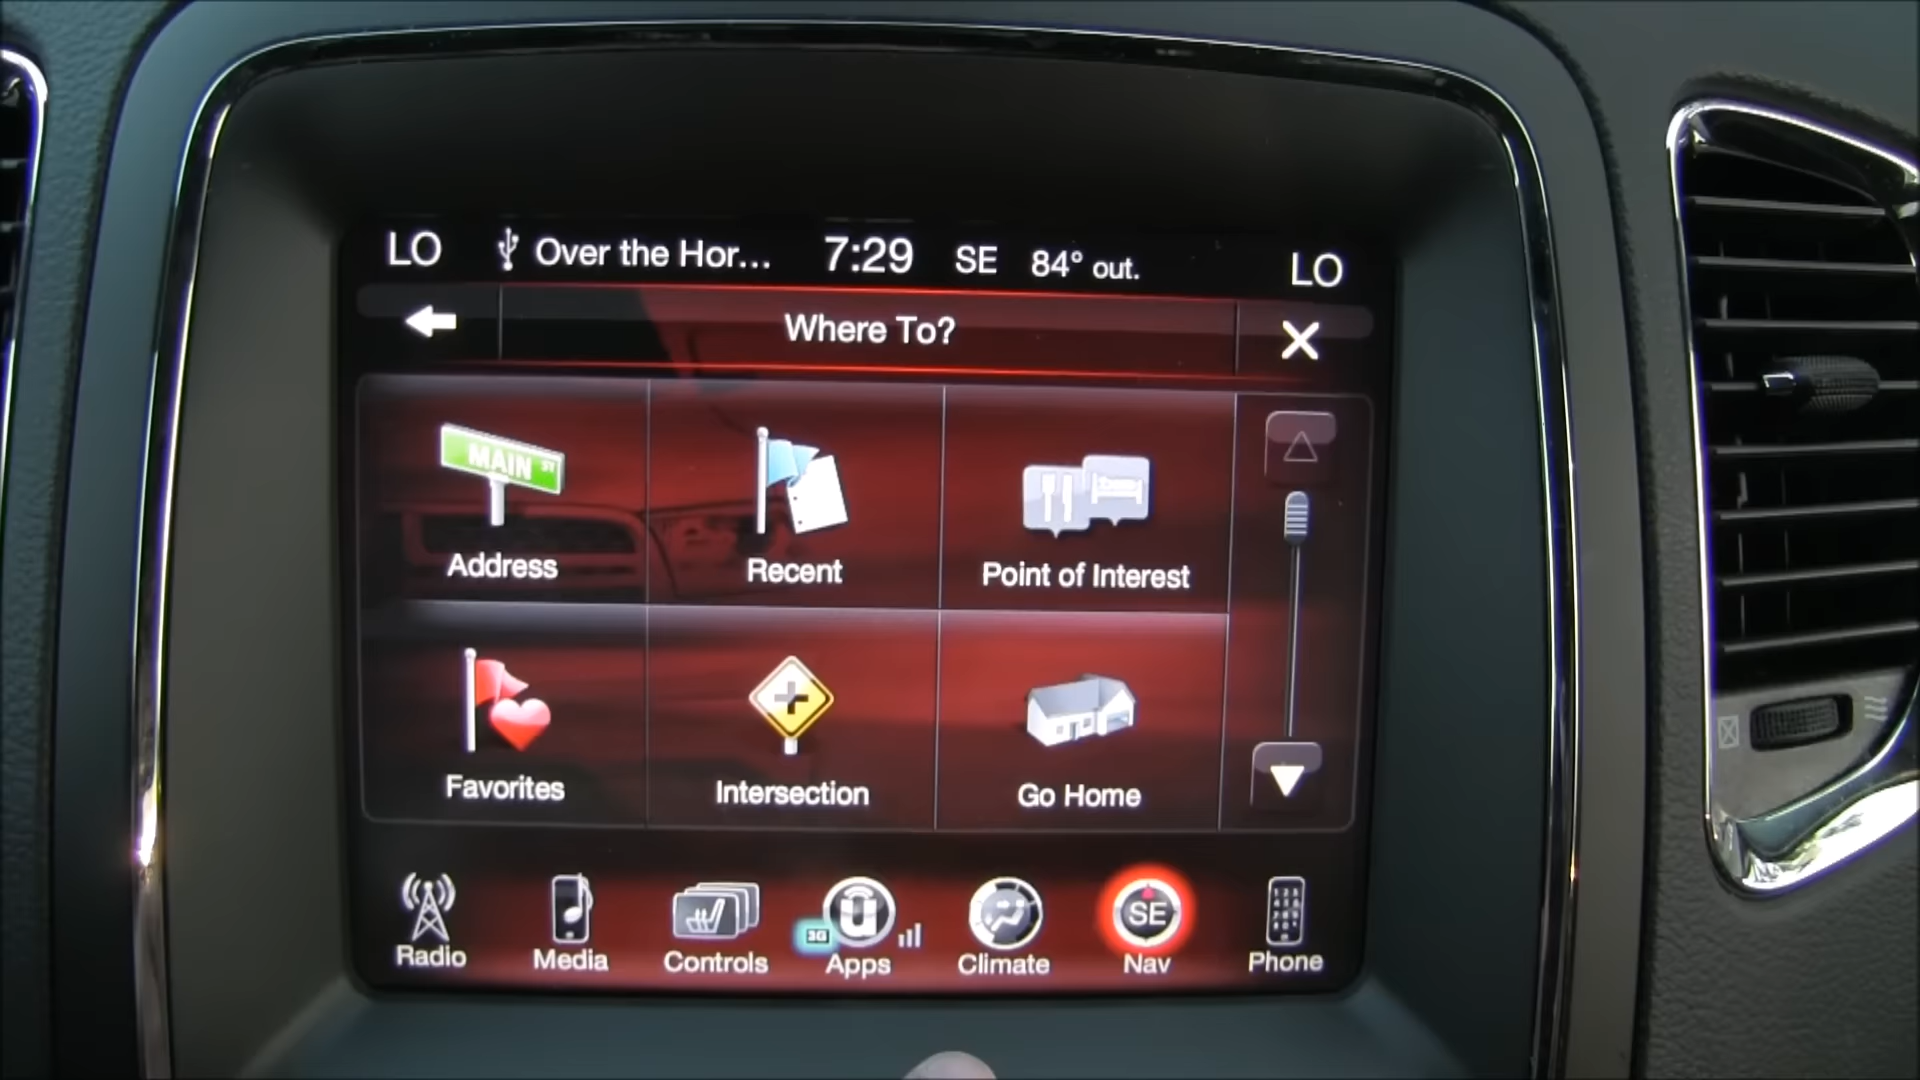 LO Over the Hor... 7:29 SE 84° out. LO
Where To?
MAIN ST
Address
Recent
Point of Interest
Favorites
Intersection
Go Home
SE
3G
Radio Media Controls Apps Climate Nav Phone